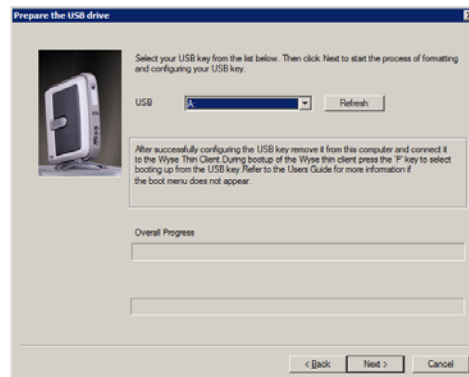 Prepare the USB drive
Select your USB key from the list below. Then click Next to start the process of formatting
and configuring your USB key.
USB
A:
Refresh
After successfully configuring the USB key remove it from this computer and connect it
to the Wyse Thin Client.During bootup of the Wyse thin client press the 'P' key to select
booting up from the USB key.Refer to the Users Guide for more information if
the boot menu does not appear.
Overall Progress
< Back
Next >
Cancel